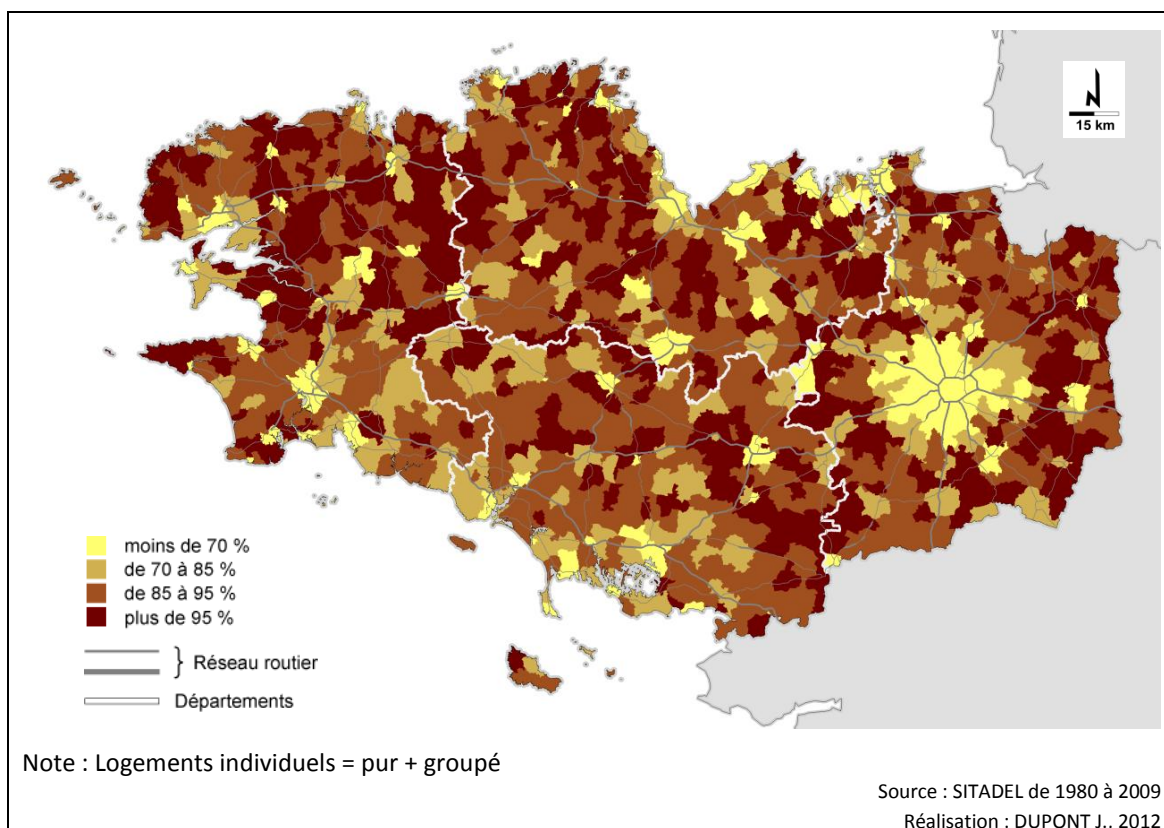 15 km
moins de 70 %
de 70 à 85 %
de 85 à 95 %
plus de 95 %
Réseau routier
Départements
Note : Logements individuels = pur + groupé
Source : SITADEL de 1980 à 2009
Réalisation : DUPONT J.. 2012